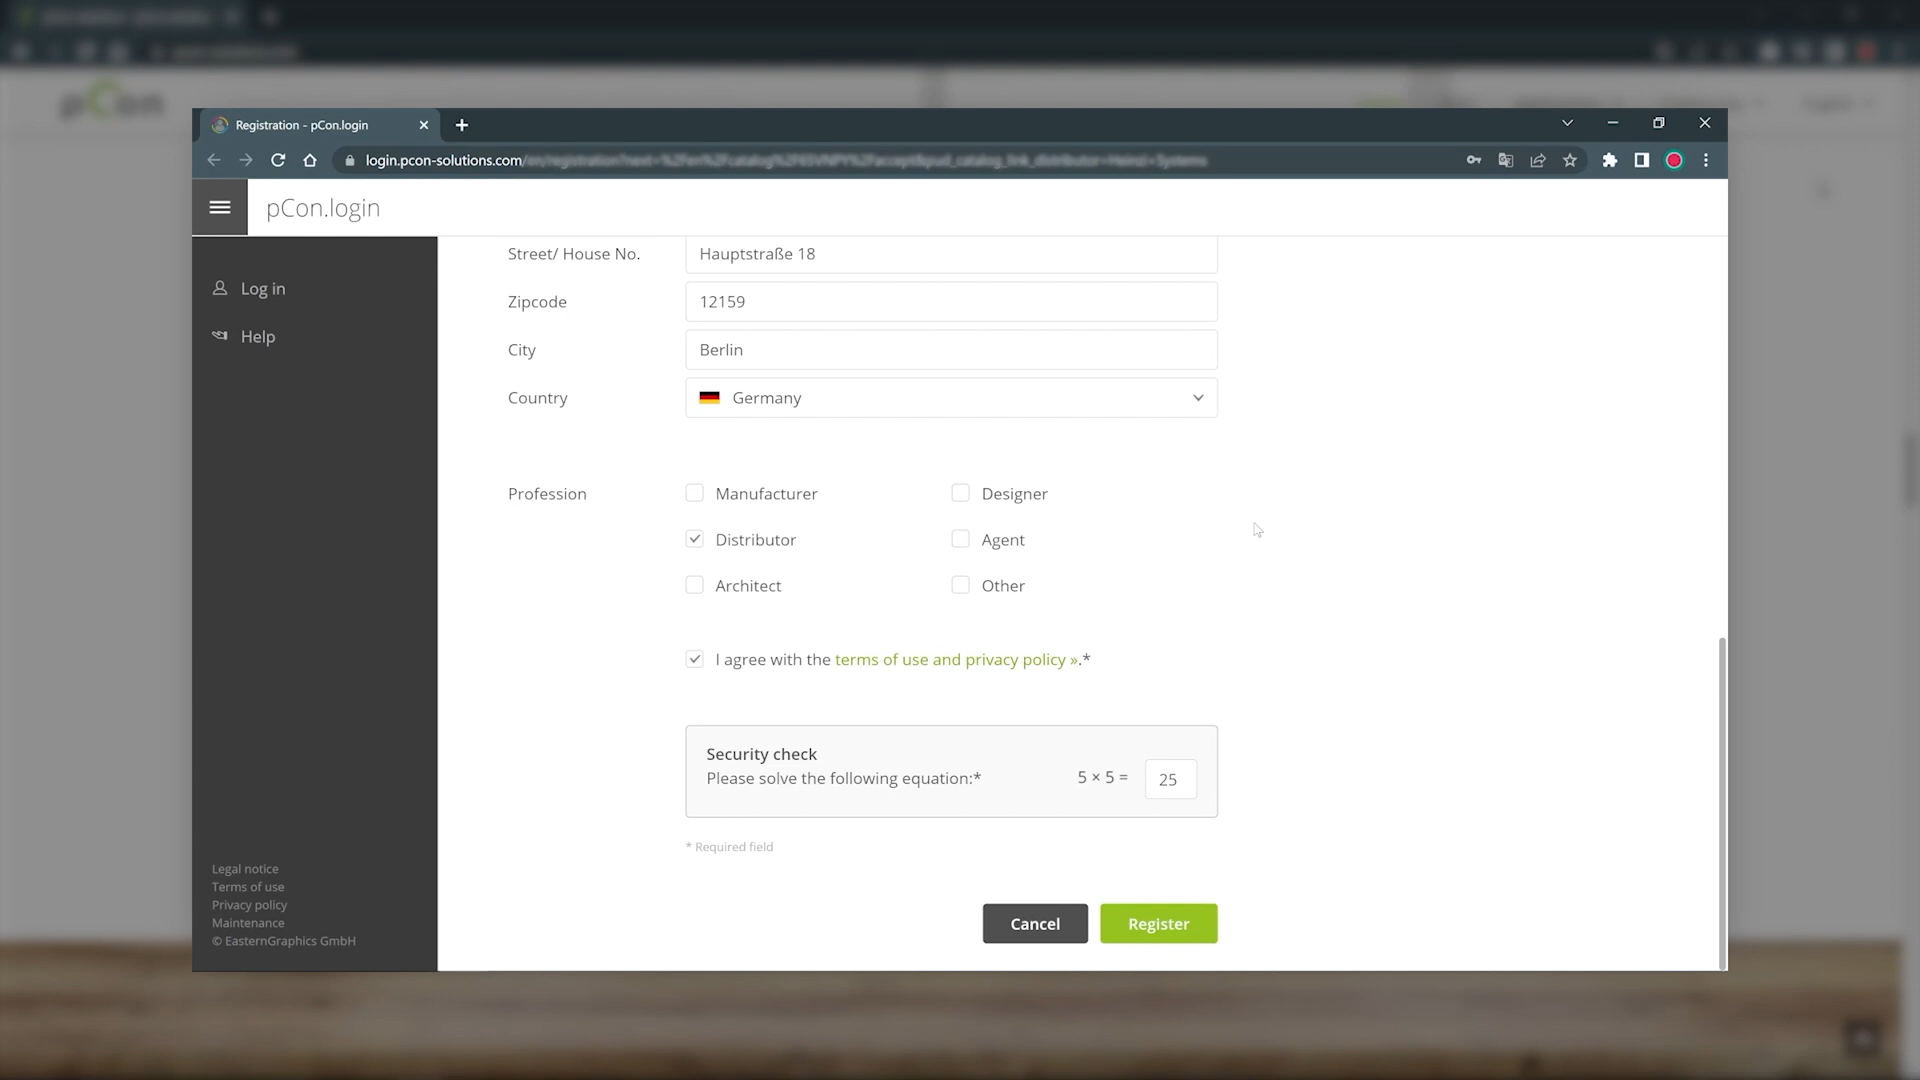 pCon
Registration - pCon.login
login.pcon-solutions.com
pCon.login
Log in
Help
Street/ House No.
Hauptstraße 18
Zipcode
12159
City
Berlin
Country
Germany
Profession
Manufacturer
Designer
Distributor
Agent
Architect
Other
I agree with the terms of use and privacy policy ».*
Security check
Please solve the following equation:*
5 × 5 =
25
* Required field
Cancel
Register
Legal notice
Terms of use
Privacy policy
Maintenance
© EasternGraphics GmbH